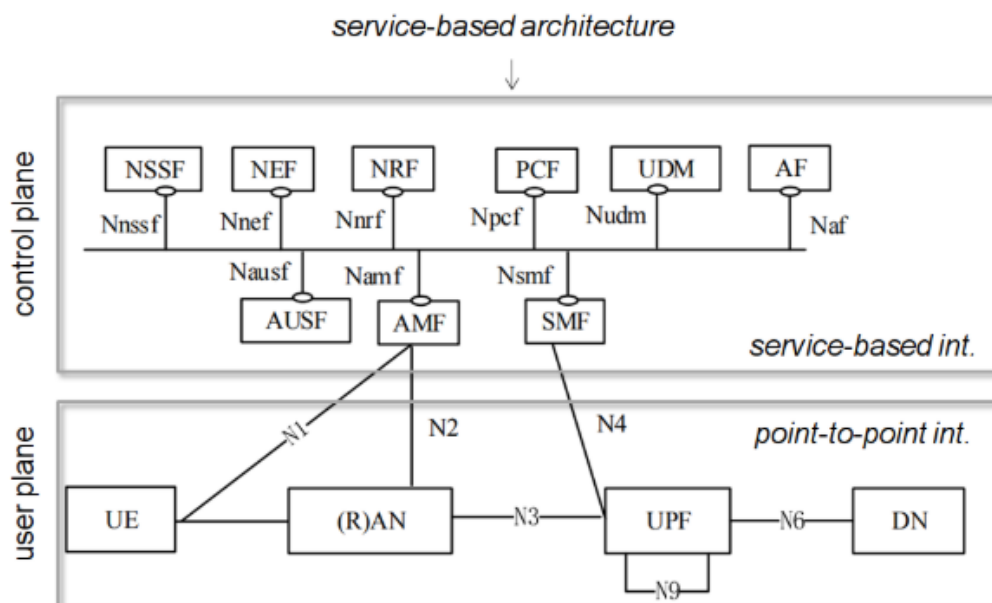 service-based architecture
control plane
NSSF NEF NRF PCF UDM AF
Nnssf Nnef Nnrf Npcf Nudm Naf
Nausf Namf Nsmf
AUSF AMF SMF
service-based int.
user plane
N1 N2 N4 point-to-point int.
UE (R)AN N3 UPF N6 DN
N9